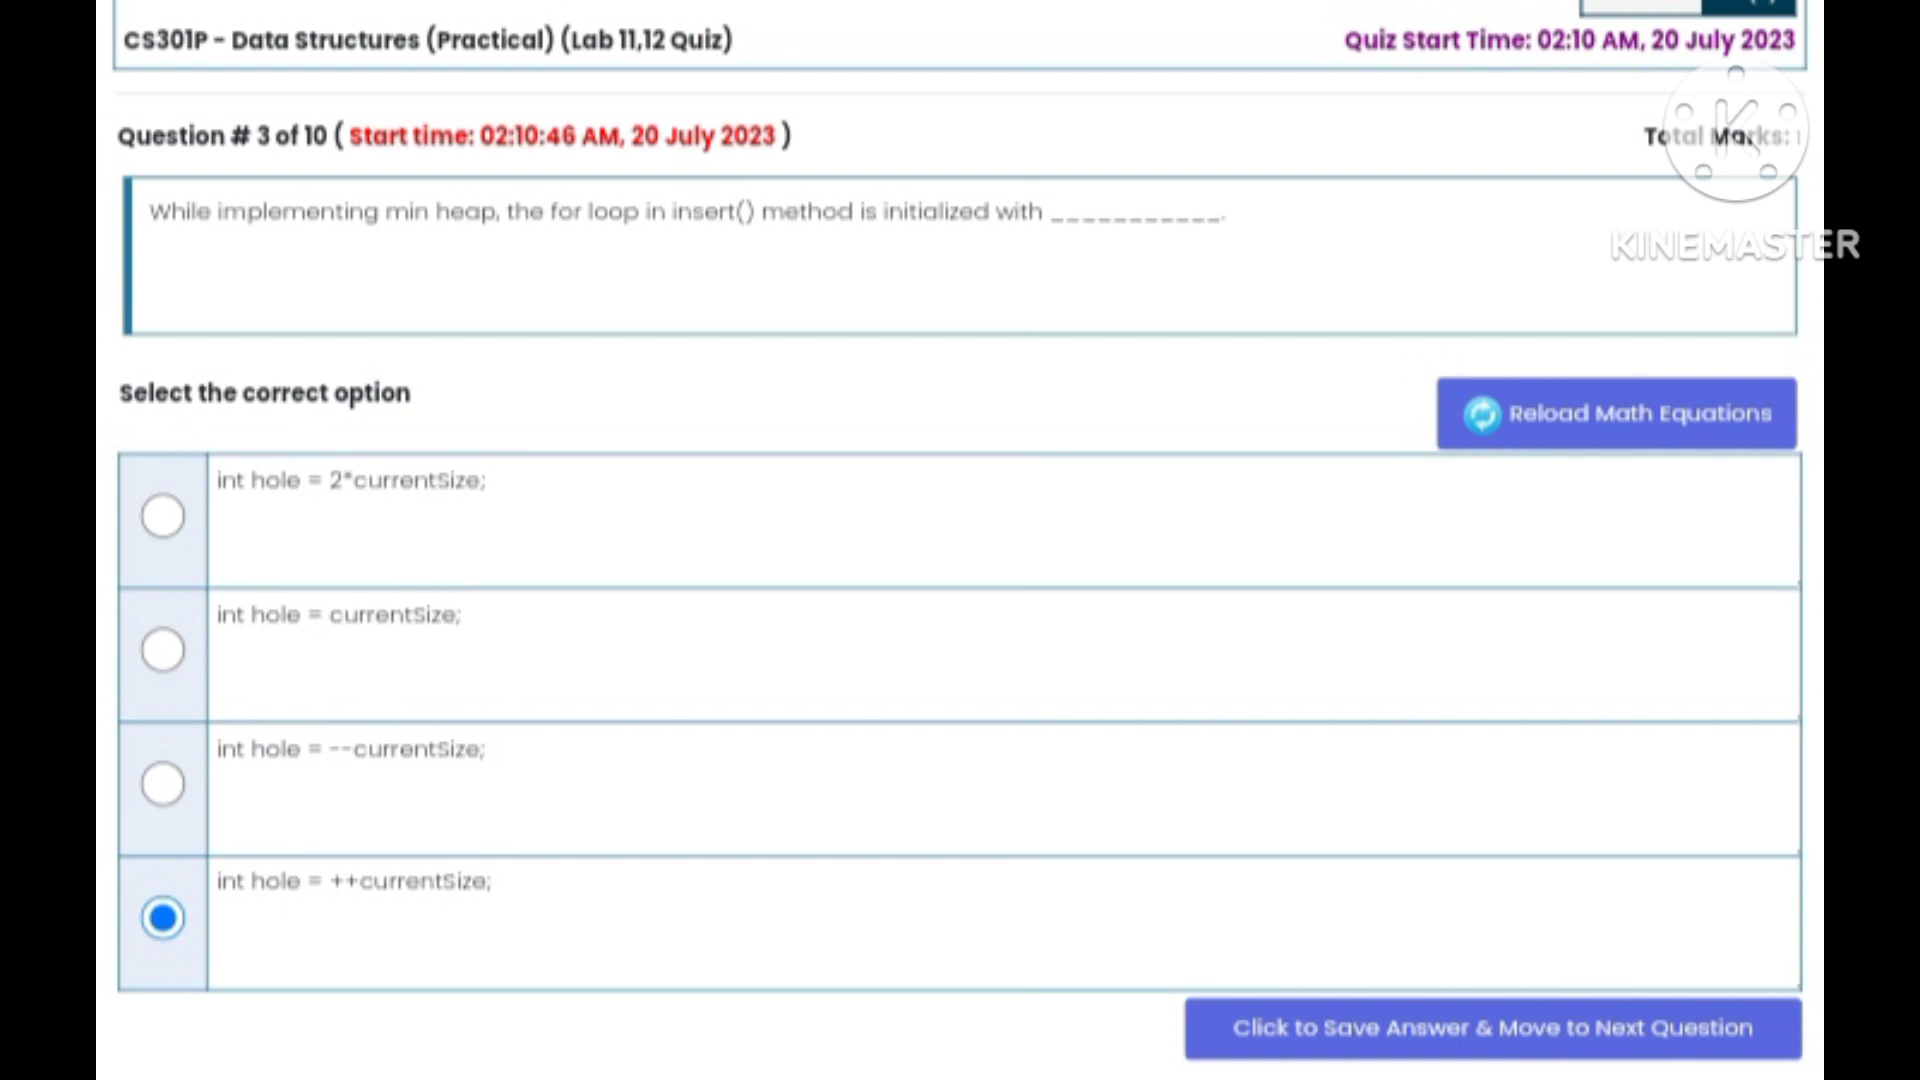 CS301P - Data Structures (Practical) (Lab 11,12 Quiz)
Quiz Start Time: 02:10 AM, 20 July 2023
Question # 3 of 10 ( Start time: 02:10:46 AM, 20 July 2023 )
Total Marks: 1
While implementing min heap, the for loop in insert() method is initialized with ___________.
KINEMASTER
Select the correct option
Reload Math Equations
int hole = 2*currentSize;
int hole = currentSize;
int hole = --currentSize;
int hole = ++currentSize;
Click to Save Answer & Move to Next Question